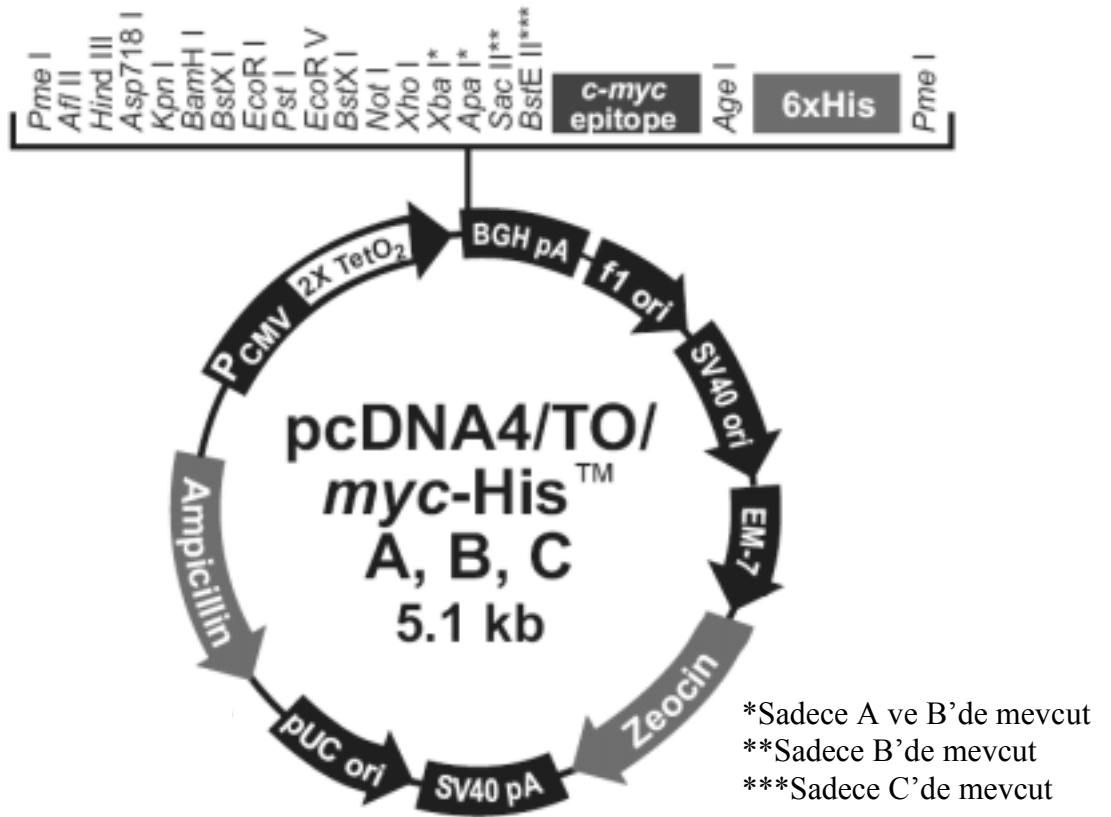 Pme I
Afl II
Hind III
Asp718 I
Kpn I
BamH I
BstX I
EcoR I
Pst I
EcoR V
BstX I
Not I
Xho I
Xba I*
Apa I*
Sac II**
BstE II***
c-myc
epitope
Age I
6xHis
Pme I
PCMV
2X TetO2
BGH pA
f1 ori
SV40 ori
EM-7
Zeocin
SV40 pA
pUC ori
Ampicillin
pcDNA4/TO/
myc-His™
A, B, C
5.1 kb
*Sadece A ve B’de mevcut
**Sadece B’de mevcut
***Sadece C’de mevcut